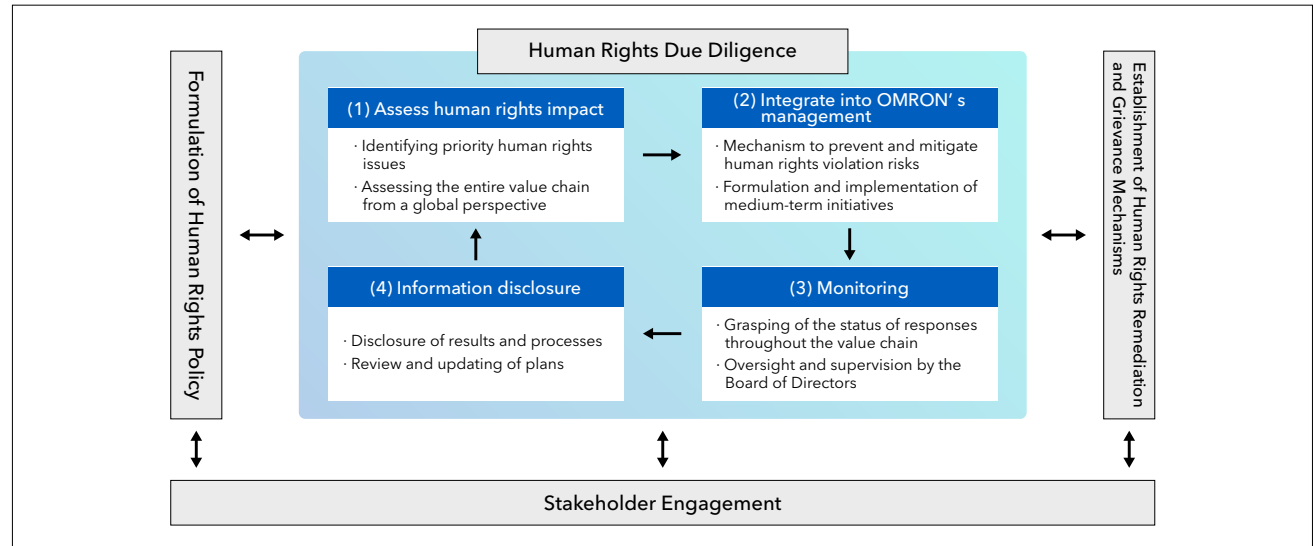 Human Rights Due Diligence
Formulation of Human Rights Policy
(1) Assess human rights impact
· Identifying priority human rights
issues
· Assessing the entire value chain
from a global perspective
(2) Integrate into OMRON' s
management
· Mechanism to prevent and mitigate
human rights violation risks
· Formulation and implementation of
medium-term initiatives
(4) Information disclosure
· Disclosure of results and processes
· Review and updating of plans
(3) Monitoring
· Grasping of the status of responses
throughout the value chain
· Oversight and supervision by the
Board of Directors
Establishment of Human Rights Remediation
and Grievance Mechanisms
Stakeholder Engagement